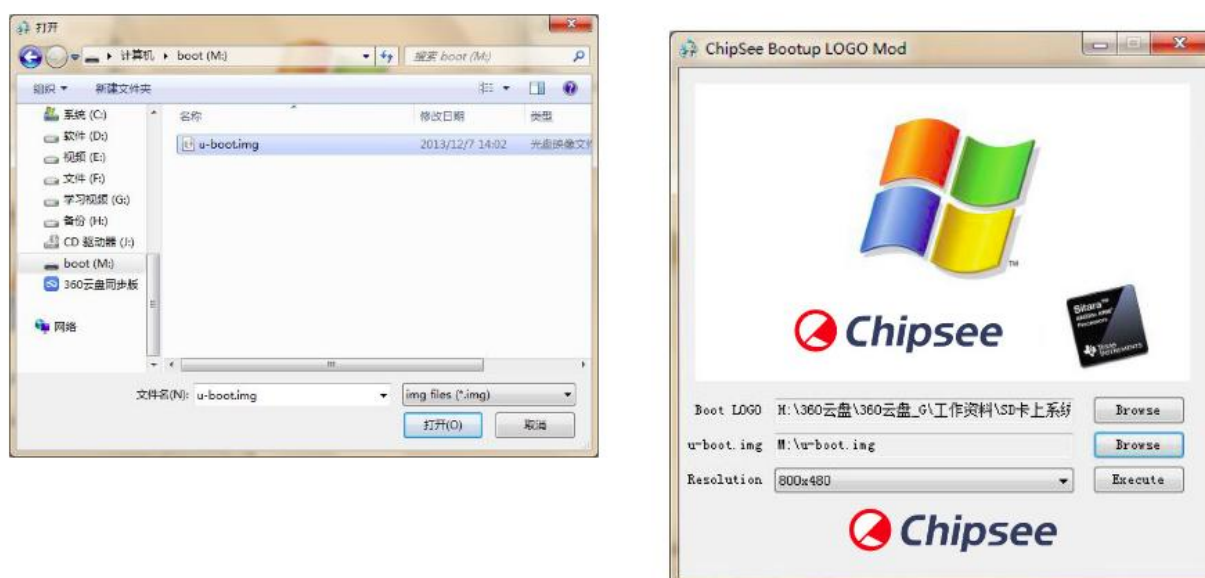 打开
计算机 ▸ boot (M:)
搜索 boot (M:)
组织 新建文件夹
名称 修改日期 类型
系统 (C:)
软件 (D:)
视频 (E:)
文件 (F:)
学习视频 (G:)
备份 (H:)
CD 驱动器 (J:)
boot (M:)
360云盘同步版
网络
u-boot.img 2013/12/7 14:02 光盘映像文件
文件名(N): u-boot.img img files (*.img)
打开(O) 取消
ChipSee Bootup LOGO Mod
TM
Chipsee
Sitara™
Processors
TEXAS INSTRUMENTS
Boot LOGO H:\360云盘\360云盘_G\工作资料\SD卡上系统 Browse
u-boot.img M:\u-boot.img Browse
Resolution 800x480 Execute
Chipsee